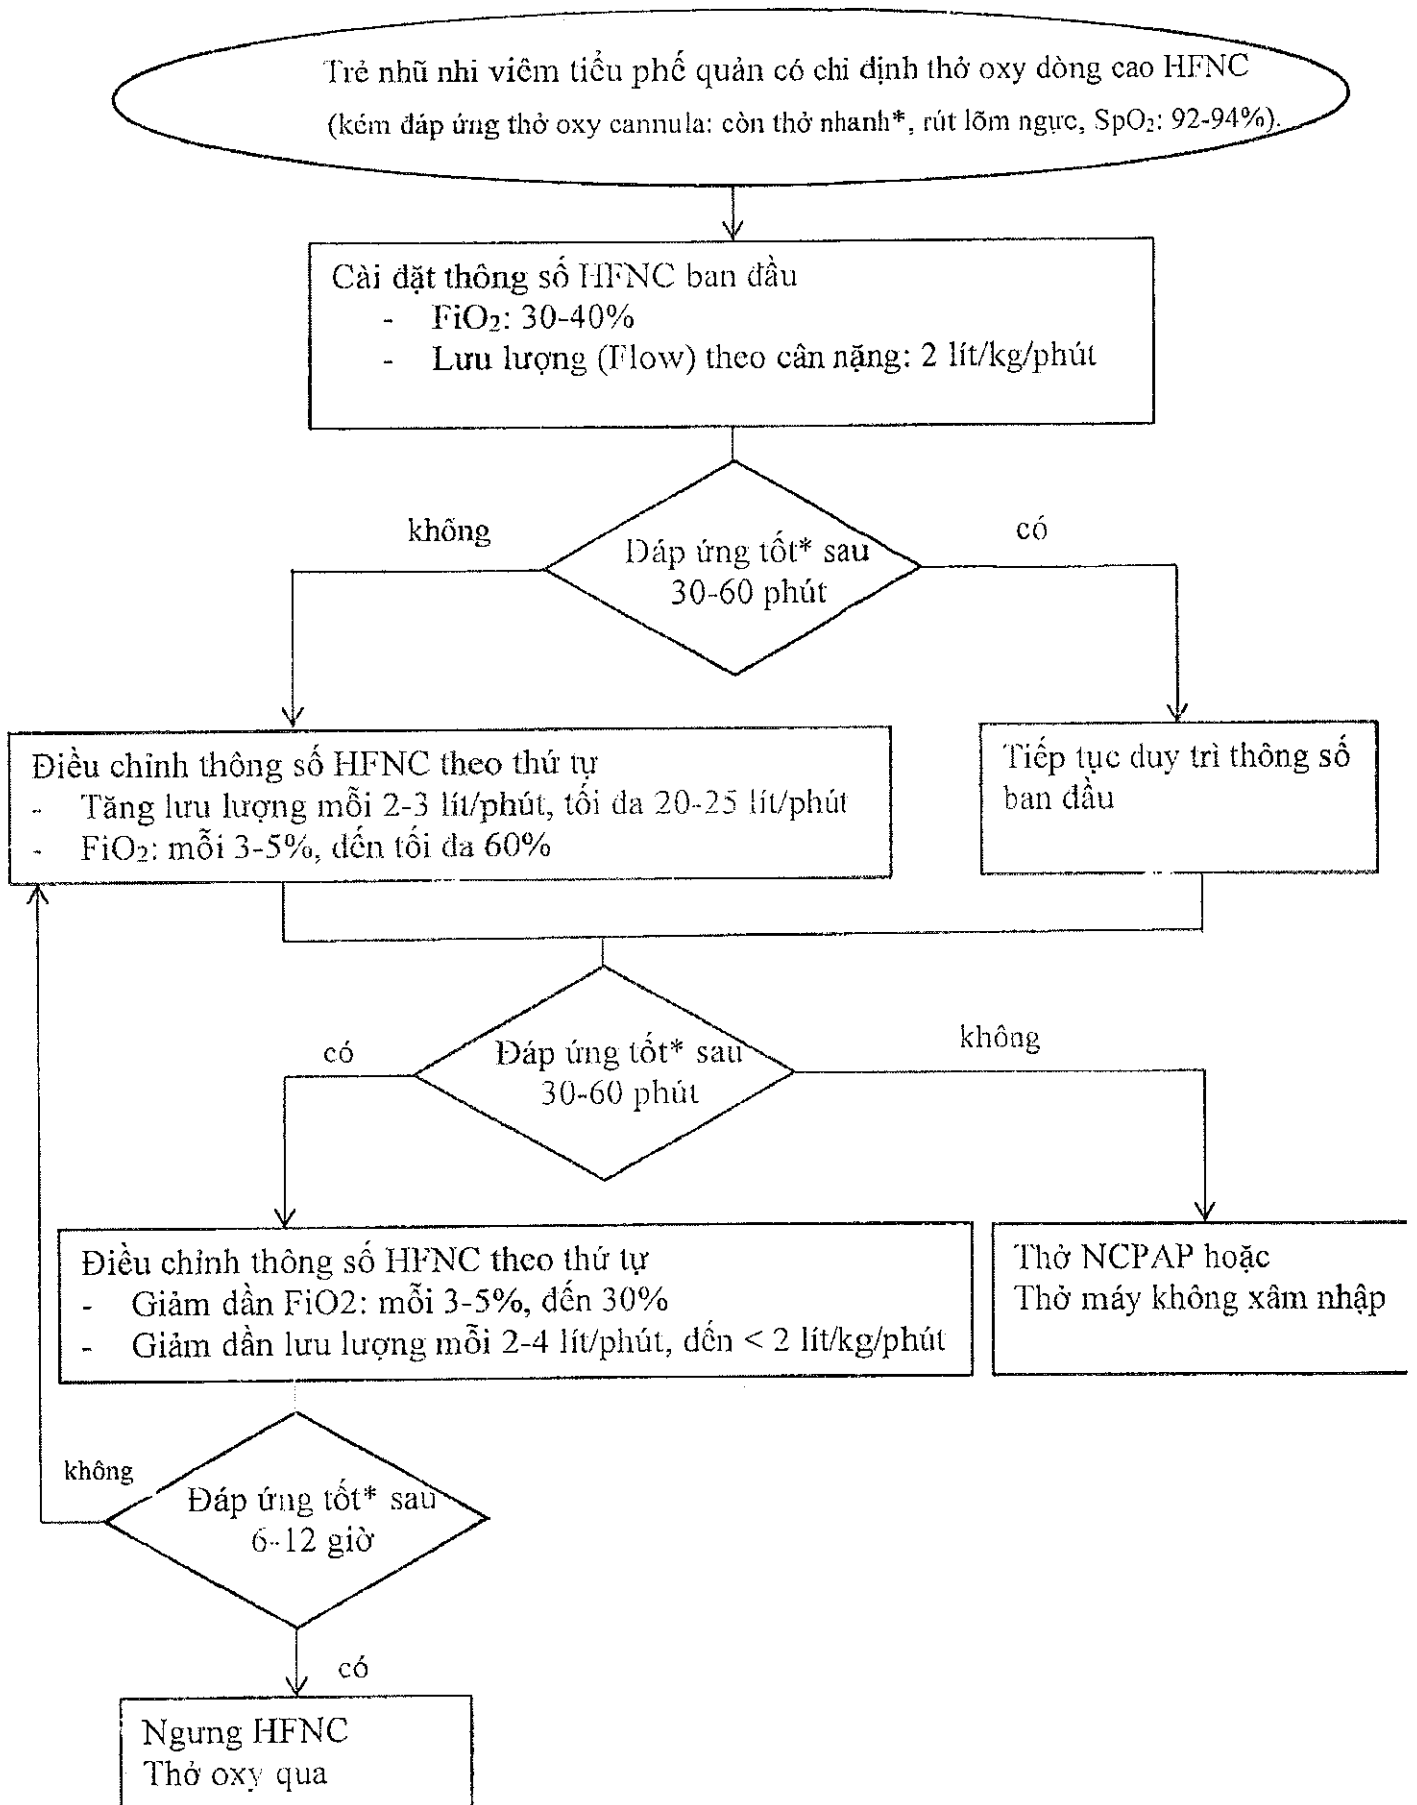 Trẻ nhũ nhi viêm tiểu phế quản có chỉ định thở oxy dòng cao HFNC
(kém đáp ứng thở oxy cannula: còn thở nhanh*, rút lõm ngực, SpO₂: 92-94%).
Cài đặt thông số HFNC ban đầu
- FiO₂: 30-40%
- Lưu lượng (Flow) theo cân nặng: 2 lít/kg/phút
không
có
Đáp ứng tốt* sau
30-60 phút
Điều chỉnh thông số HFNC theo thứ tự
- Tăng lưu lượng mỗi 2-3 lít/phút, tối đa 20-25 lít/phút
- FiO₂: mỗi 3-5%, đến tối đa 60%
Tiếp tục duy trì thông số
ban đầu
có
Đáp ứng tốt* sau
30-60 phút
không
Điều chỉnh thông số HFNC theo thứ tự
- Giảm dần FiO2: mỗi 3-5%, đến 30%
- Giảm dần lưu lượng mỗi 2-4 lít/phút, đến < 2 lít/kg/phút
Thở NCPAP hoặc
Thở máy không xâm nhập
không
Đáp ứng tốt* sau
6-12 giờ
có
Ngưng HFNC
Thở oxy qua